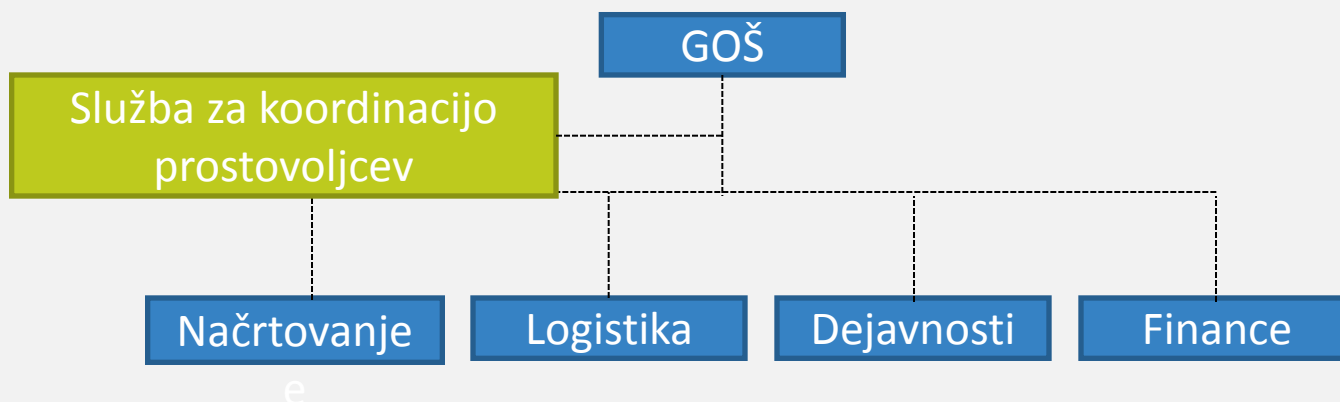 GOŠ
Služba za koordinacijo
prostovoljcev
Načrtovanje
e
Logistika
Dejavnosti
Finance